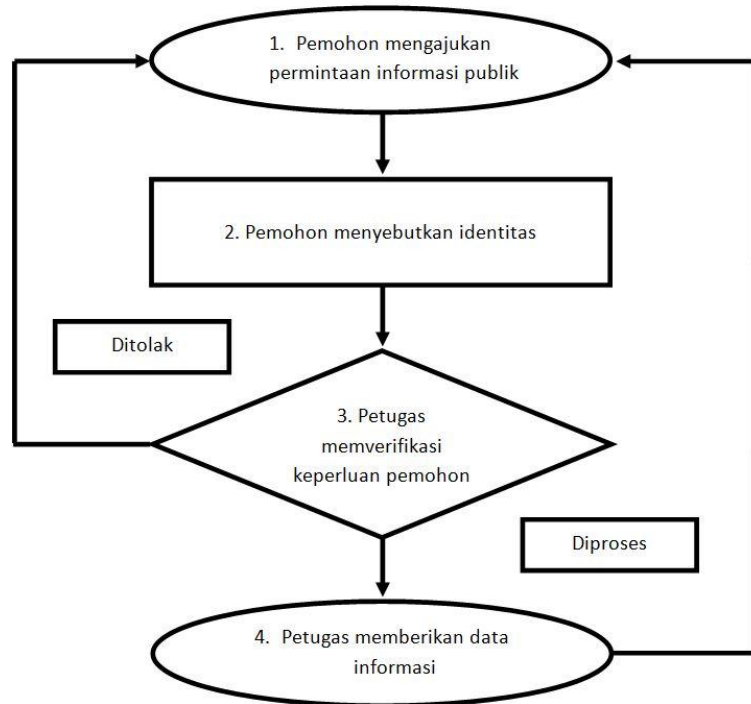 1. Pemohon mengajukan
permintaan informasi publik
2. Pemohon menyebutkan identitas
Ditolak
3. Petugas
memverifikasi
keperluan pemohon
Diproses
4. Petugas memberikan data
informasi